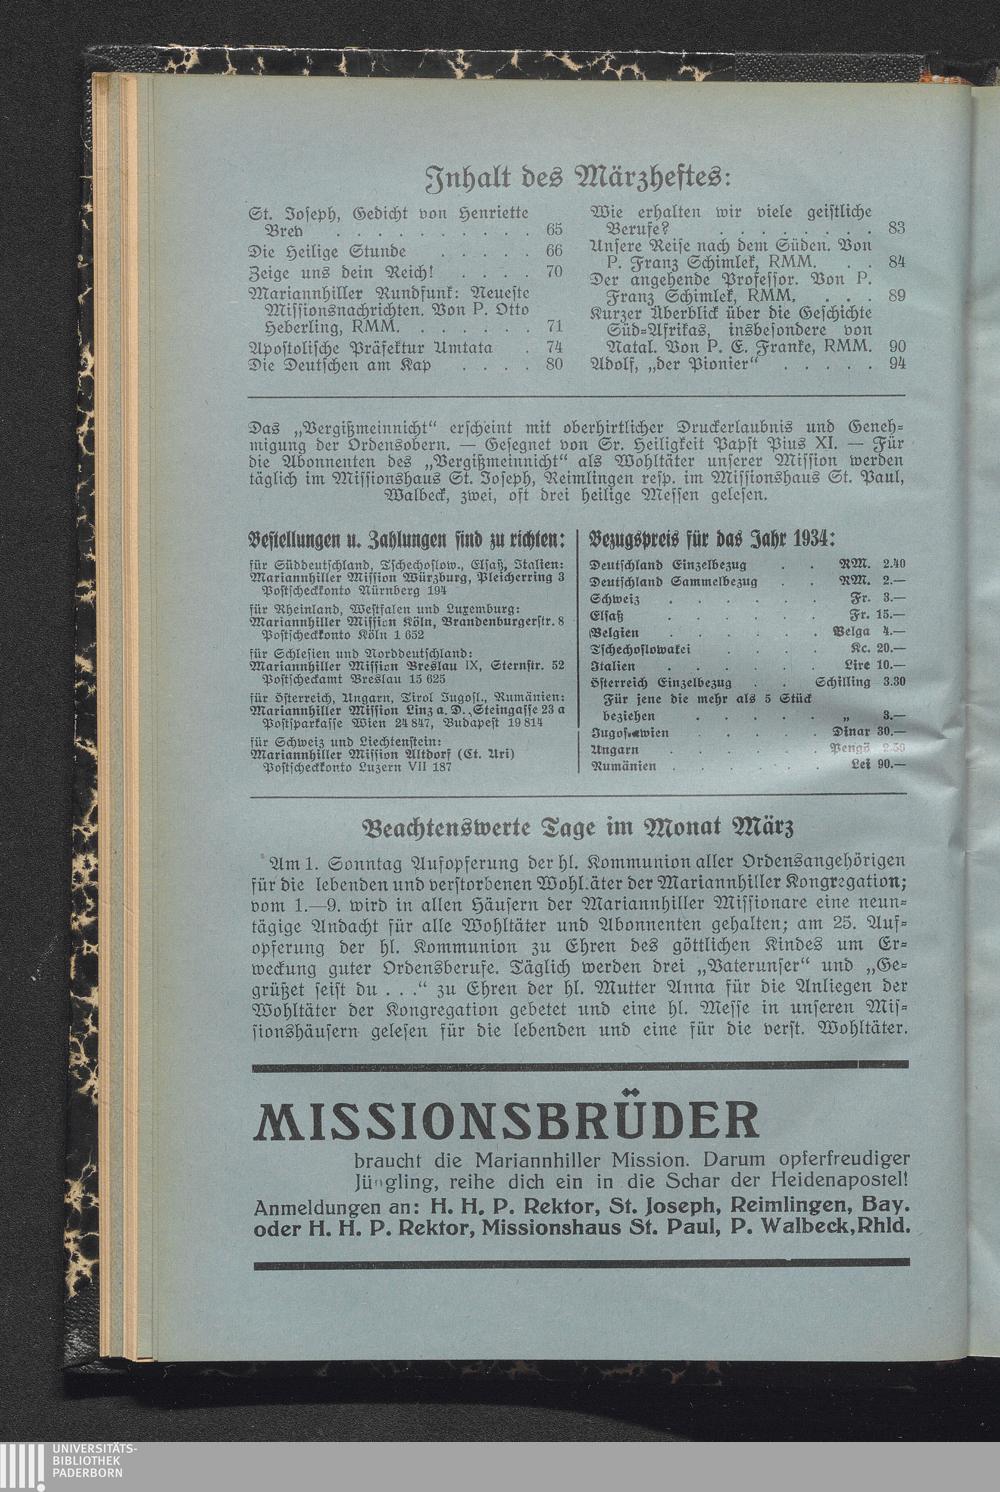 Inhalt des Märzheftes:
St. Joseph, Gedicht von Henriette
Brey . . . . . . . . . . 65
Die Heilige Stunde . . . . . 66
Zeige uns dein Reich! . . . . 70
Mariannhiller Rundfunk: Neueste
Missionsnachrichten. Von P. Otto
Heberling, RMM. . . . . . . 71
Apostolische Präfektur Umtata . 74
Die Deutschen am Kap . . . . 80
Wie erhalten wir viele geistliche
Berufe? . . . . . . . . 83
Unsere Reise nach dem Süden. Von
P. Franz Schimlek, RMM. . . 84
Der angehende Professor. Von P.
Franz Schimlek, RMM, . . . 89
Kurzer Überblick über die Geschichte
Süd-Afrikas, insbesondere von
Natal. Von P. E. Franke, RMM. 90
Adolf, „der Pionier“ . . . . . 94
Das „Vergißmeinnicht“ erscheint mit oberhirtlicher Druckerlaubnis und Geneh-
migung der Ordensobern. — Gesegnet von Sr. Heiligkeit Papst Pius XI. — Für
die Abonnenten des „Vergißmeinnicht“ als Wohltäter unserer Mission werden
täglich im Missionshaus St. Joseph, Reimlingen resp. im Missionshaus St. Paul,
Walbeck, zwei, oft drei heilige Messen gelesen.
Bestellungen u. Zahlungen sind zu richten:
für Süddeutschland, Tschechoslow., Elsaß, Italien:
Mariannhiller Mission Würzburg, Pleicherring 3
Postscheckkonto Nürnberg 194
für Rheinland, Westfalen und Luxemburg:
Mariannhiller Mission Köln, Brandenburgerstr. 8
Postscheckkonto Köln 1 652
für Schlesien und Norddeutschland:
Mariannhiller Mission Breslau IX, Sternstr. 52
Postscheckamt Breslau 15 625
für Österreich, Ungarn, Tirol Jugosl., Rumänien:
Mariannhiller Mission Linz a. D., Steingasse 23 a
Postsparkasse Wien 24 847, Budapest 19 814
für Schweiz und Liechtenstein:
Mariannhiller Mission Altdorf (Ct. Uri)
Postscheckkonto Luzern VII 187
Bezugspreis für das Jahr 1934:
Deutschland Einzelbezug . . RM. 2.40
Deutschland Sammelbezug . . RM. 2.—
Schweiz . . . . . . Fr. 3.—
Elsaß . . . . . . Fr. 15.—
Belgien . . . . . . Belga 4.—
Tschechoslowakei . . . . Kc. 20.—
Italien . . . . . . Lire 10.—
Österreich Einzelbezug . . Schilling 3.30
Für jene die mehr als 5 Stück
beziehen . . . . . . „ 3.—
Jugoslawien . . . . . Dinar 30.—
Ungarn . . . . . . Pengö 2.50
Rumänien . . . . . . Lei 90.—
Beachtenswerte Tage im Monat März
Am 1. Sonntag Aufopferung der hl. Kommunion aller Ordensangehörigen
für die lebenden und verstorbenen Wohltäter der Mariannhiller Kongregation;
vom 1.—9. wird in allen Häusern der Mariannhiller Missionare eine neun-
tägige Andacht für alle Wohltäter und Abonnenten gehalten; am 25. Auf-
opferung der hl. Kommunion zu Ehren des göttlichen Kindes um Er-
weckung guter Ordensberufe. Täglich werden drei „Vaterunser“ und „Ge-
grüßet seist du . . .“ zu Ehren der hl. Mutter Anna für die Anliegen der
Wohltäter der Kongregation gebetet und eine hl. Messe in unseren Mis-
sionshäusern gelesen für die lebenden und eine für die verst. Wohltäter.
MISSIONSBRÜDER
braucht die Mariannhiller Mission. Darum opferfreudiger
Jüngling, reihe dich ein in die Schar der Heidenapostel!
Anmeldungen an: H. H. P. Rektor, St. Joseph, Reimlingen, Bay.
oder H. H. P. Rektor, Missionshaus St. Paul, P. Walbeck, Rhld.
UNIVERSITÄTS-
BIBLIOTHEK
PADERBORN